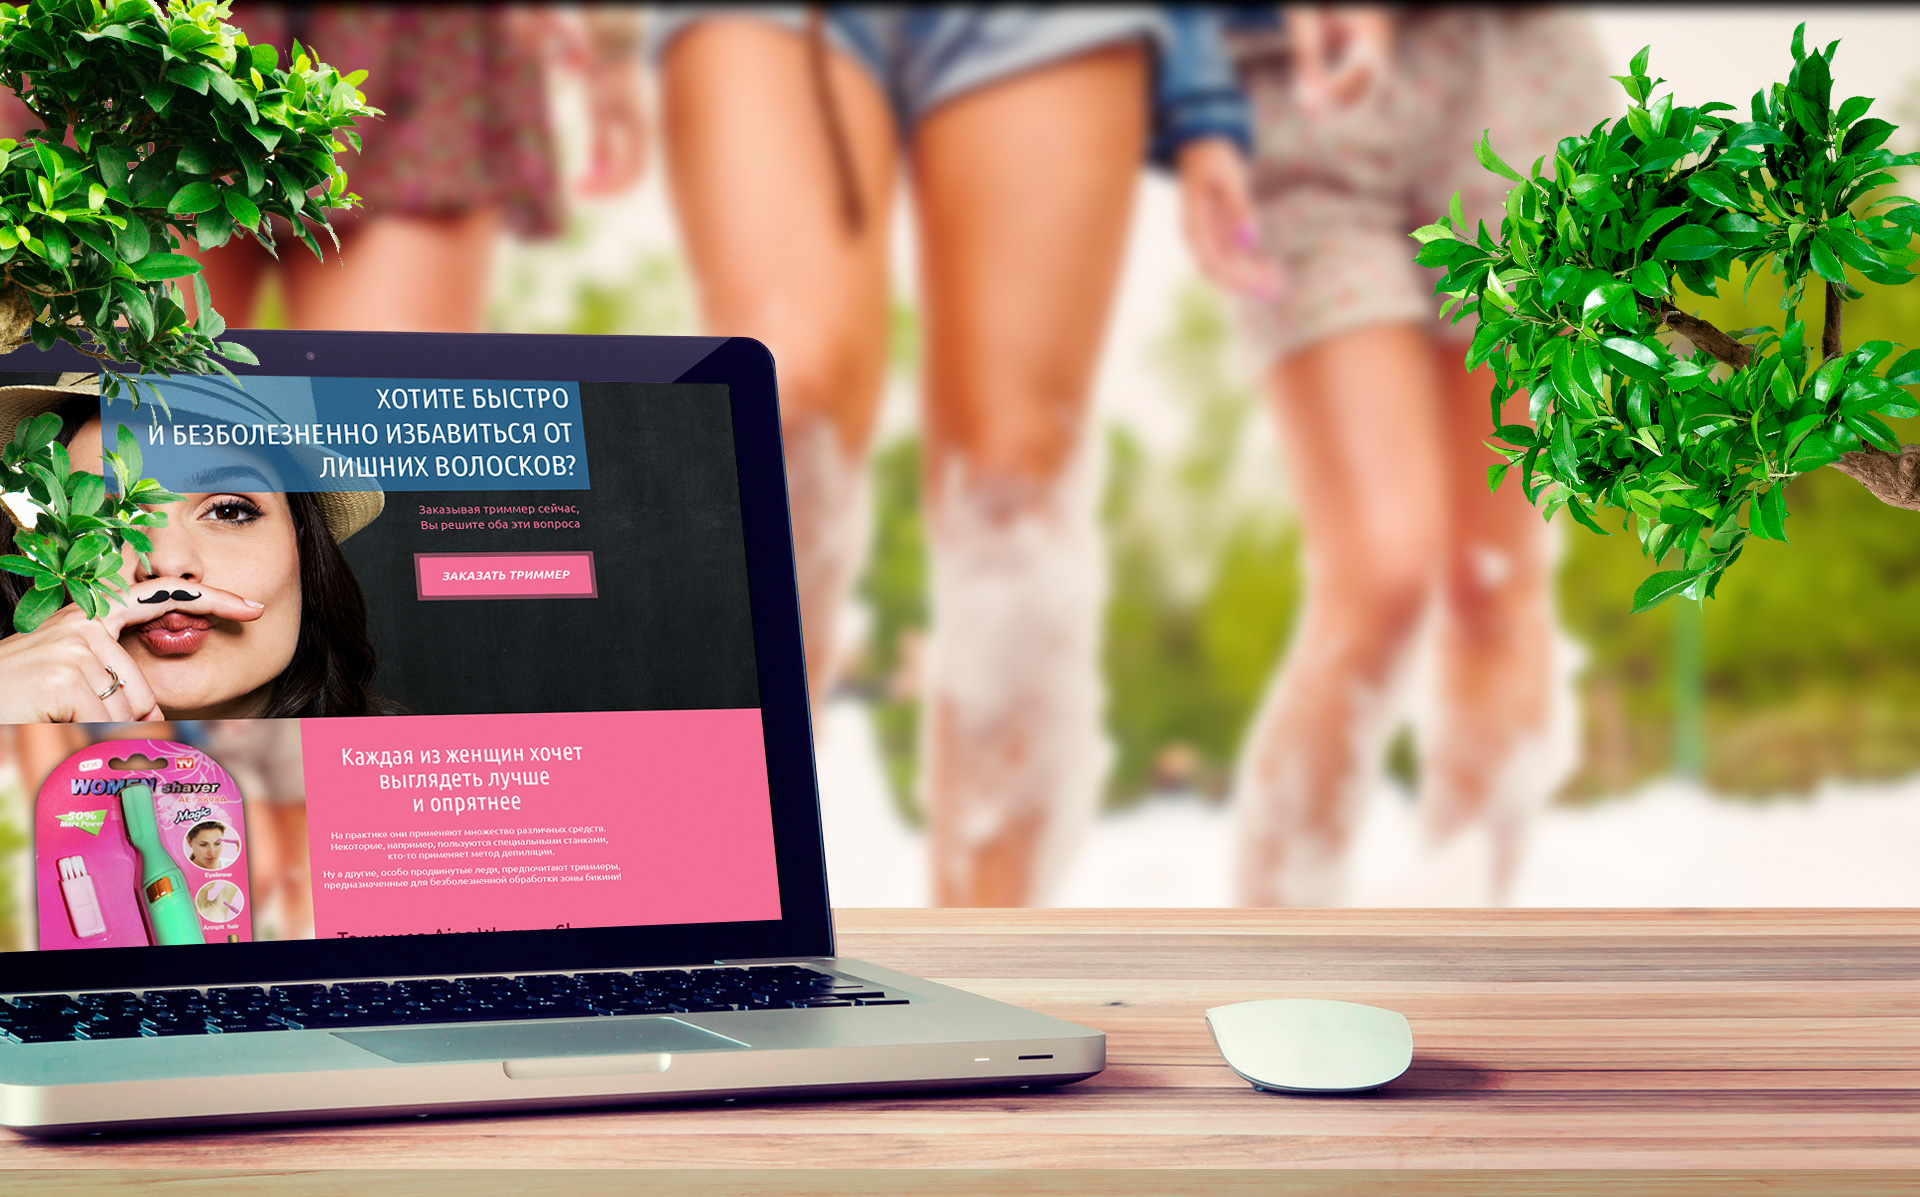 ХОТИТЕ БЫСТРО
И БЕЗБОЛЕЗНЕННО ИЗБАВИТЬСЯ ОТ
ЛИШНИХ ВОЛОСКОВ?
Заказывая триммер сейчас,
Вы решите оба эти вопроса
ЗАКАЗАТЬ ТРИММЕР
Каждая из женщин хочет
выглядеть лучше
и опрятнее
На практике они применяют множество различных средств.
Некоторые, например, пользуются специальными станками,
кто-то применяет метод депиляции.
Ну а другие, особо продвинутые леди, предпочитают триммеры,
предназначенные для безболезненной обработки зоны бикини!
TV
WOMEN shaver
Magic
50%
More Power
Eyebrow
Armpit hair